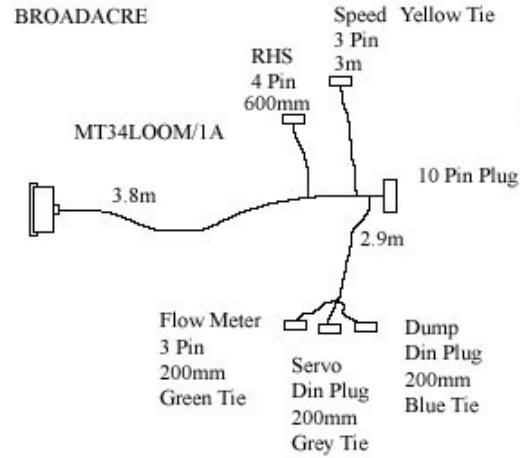 BROADACRE
Speed Yellow Tie
3 Pin
3m
RHS
4 Pin
600mm
MT34LOOM/1A
10 Pin Plug
3.8m
2.9m
Flow Meter
3 Pin
200mm
Green Tie
Servo
Din Plug
200mm
Grey Tie
Dump
Din Plug
200mm
Blue Tie